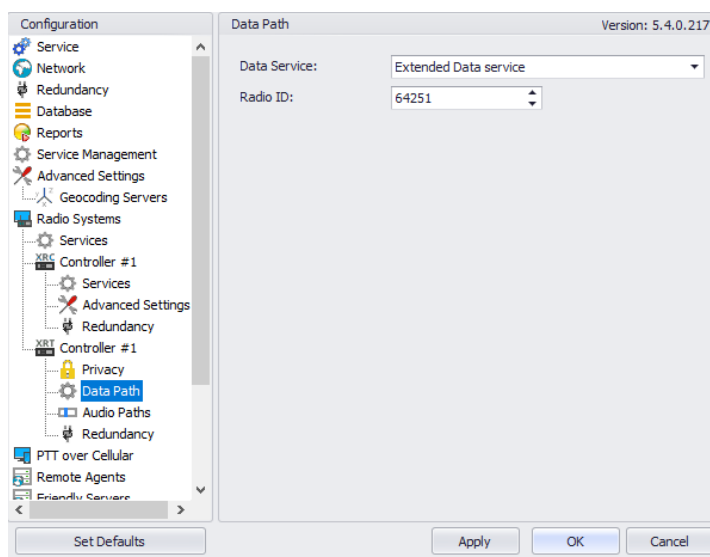 Configuration
Service
Network
Redundancy
Database
Reports
Service Management
Advanced Settings
Geocoding Servers
Radio Systems
Services
XRC Controller #1
Services
Advanced Settings
Redundancy
XRT Controller #1
Privacy
Data Path
Audio Paths
Redundancy
PTT over Cellular
Remote Agents
Friendly Servers
Set Defaults
Data Path Version: 5.4.0.217
Data Service: Extended Data service
Radio ID: 64251
Apply OK Cancel